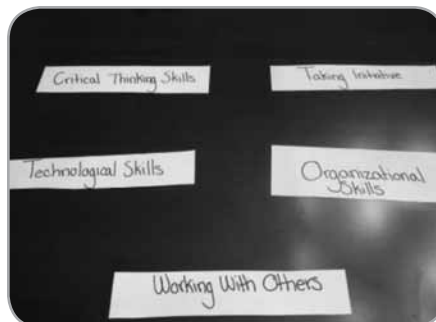 Critical Thinking Skills
Taking Initiative
Technological Skills
Organizational
Skills
Working With Others